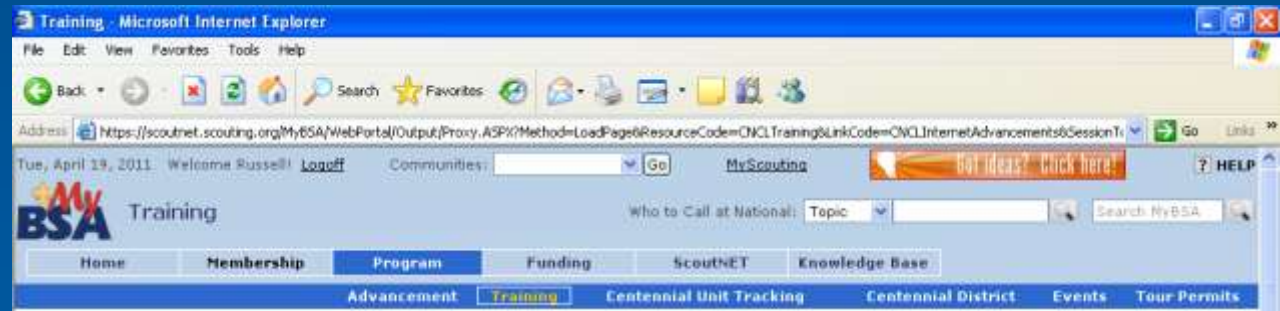 Training - Microsoft Internet Explorer
File Edit View Favorites Tools Help
Back Search Favorites
Address https://scoutnet.scouting.org/MyBSA/WebPortal/Output/Proxy.ASPX?Method=LoadPage&ResourceCode=CNCLTraining&LinkCode=CNCLInternetAdvancements&SessionTo Go Links »
Tue, April 19, 2011 Welcome Russell! Logoff Communities: Go MyScouting Got ideas? Click here! ? HELP
My BSA Training Who to Call at National: Topic Search MyBSA
Home Membership Program Funding ScoutNET Knowledge Base
Advancement Training Centennial Unit Tracking Centennial District Events Tour Permits